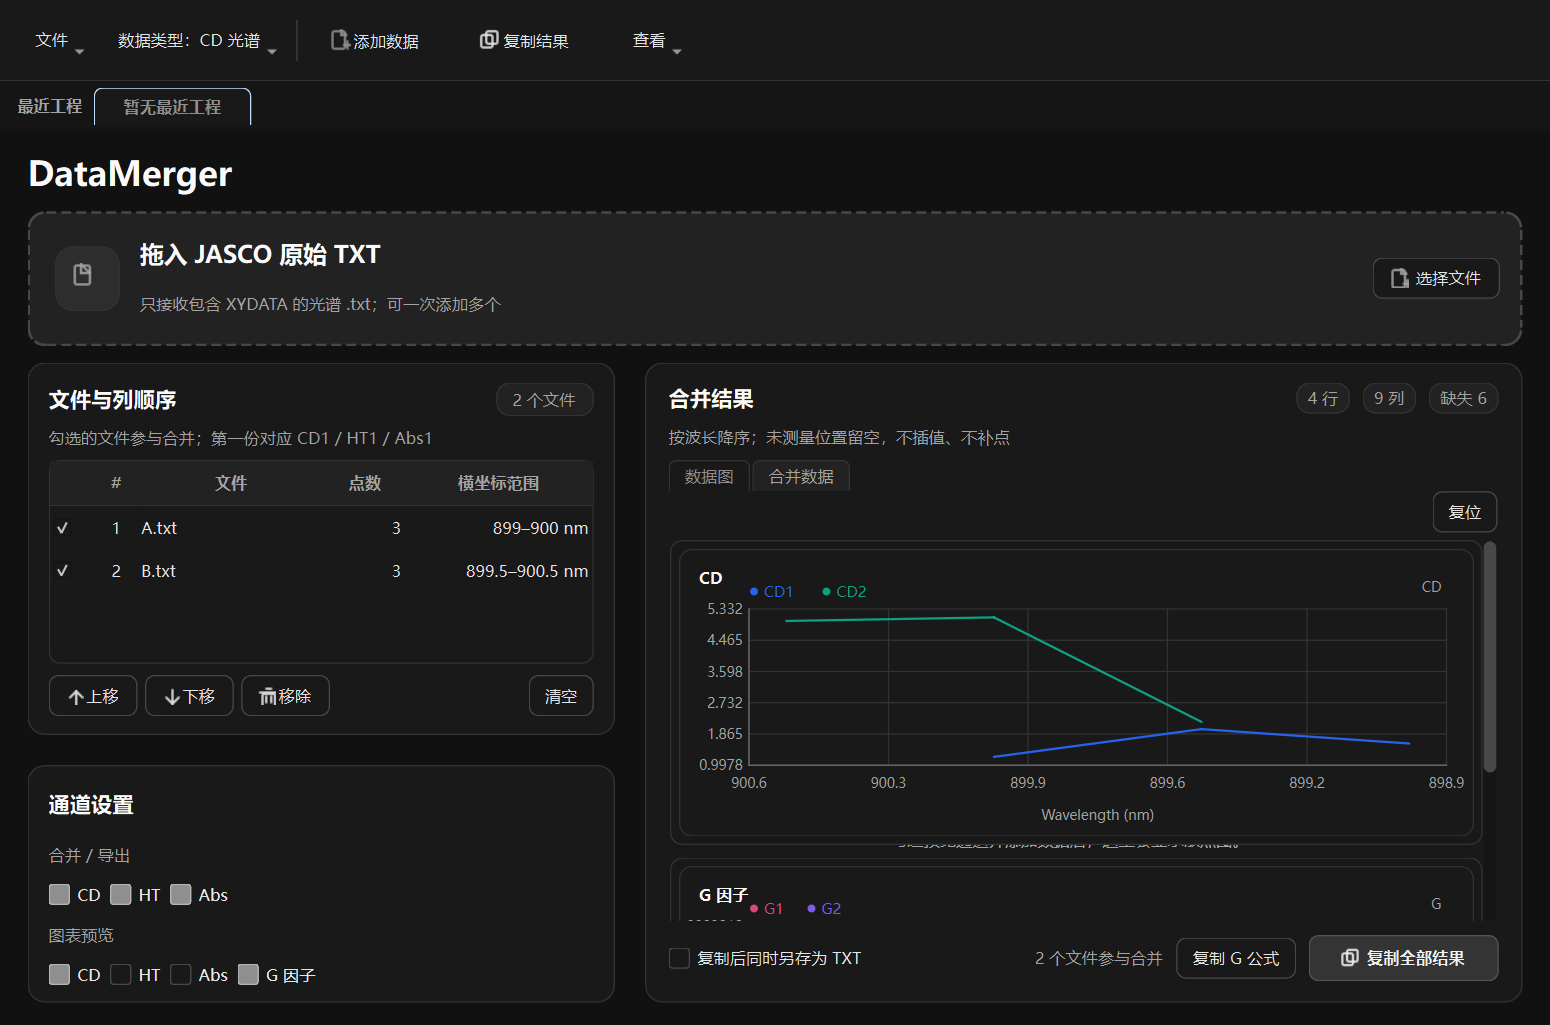 文件
数据类型：CD 光谱
添加数据
复制结果
查看
最近工程
暂无最近工程
DataMerger
拖入 JASCO 原始 TXT
只接收包含 XYDATA 的光谱 .txt；可一次添加多个
选择文件
文件与列顺序
2 个文件
勾选的文件参与合并；第一份对应 CD1 / HT1 / Abs1
# 文件 点数 横坐标范围
1 A.txt 3 899–900 nm
2 B.txt 3 899.5–900.5 nm
上移
下移
移除
清空
通道设置
合并 / 导出
CD HT Abs
图表预览
CD HT Abs G 因子
合并结果
4 行
9 列
缺失 6
按波长降序；未测量位置留空，不插值、不补点
数据图
合并数据
复位
CD
CD1 CD2
CD
5.332
4.465
3.598
2.732
1.865
0.9978
900.6 900.3 899.9 899.6 899.2 898.9
Wavelength (nm)
G 因子
G1 G2
G
复制后同时另存为 TXT
2 个文件参与合并
复制 G 公式
复制全部结果